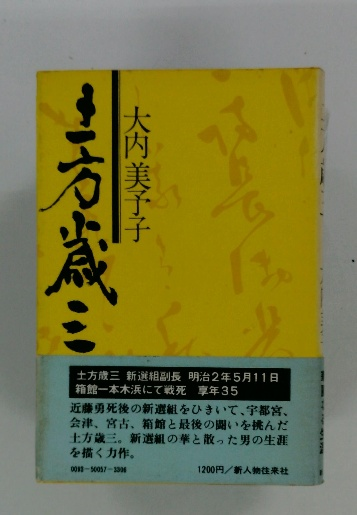 土方歳三
大内美予子
土方歳三 新選組副長 明治2年5月11日
箱館一本木浜にて戦死 享年35
近藤勇死後の新選組をひきいて、宇都宮、
会津、宮古、箱館と最後の闘いを挑んだ
土方歳三。新選組の華と散った男の生涯
を描く力作。
0093-50057-3306
1200円/新人物往来社